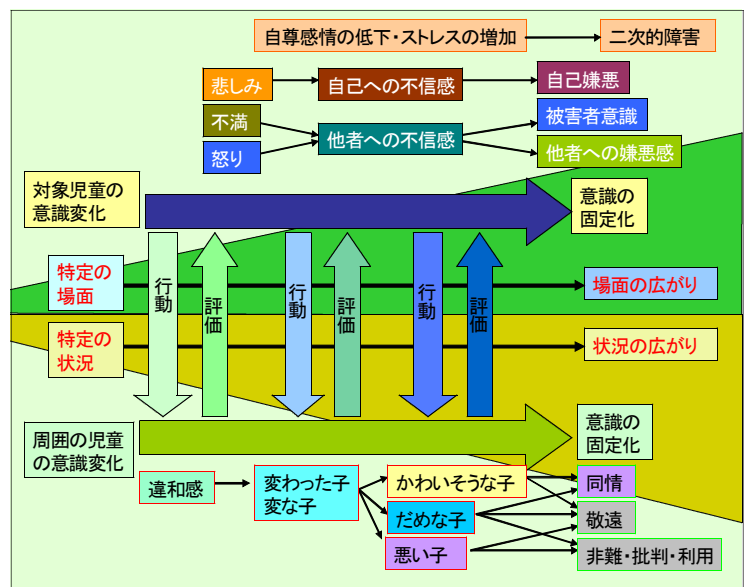 自尊感情の低下・ストレスの増加
二次的障害
悲しみ
自己への不信感
自己嫌悪
不満
他者への不信感
被害者意識
怒り
他者への嫌悪感
対象児童の
意識変化
意識の
固定化
特定の
場面
行動
評価
行動
評価
行動
評価
場面の広がり
特定の
状況
状況の広がり
周囲の児童
の意識変化
意識の
固定化
違和感
変わった子
変な子
かわいそうな子
同情
だめな子
敬遠
悪い子
非難・批判・利用